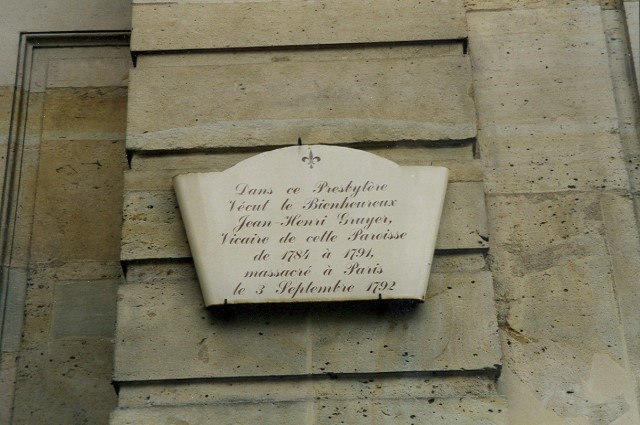 Dans ce Presbytère
Vécut le Bienheureux
Jean-Henri Gruyer,
Vicaire de cette Paroisse
de 1784 à 1791,
massacré à Paris
le 3 Septembre 1792